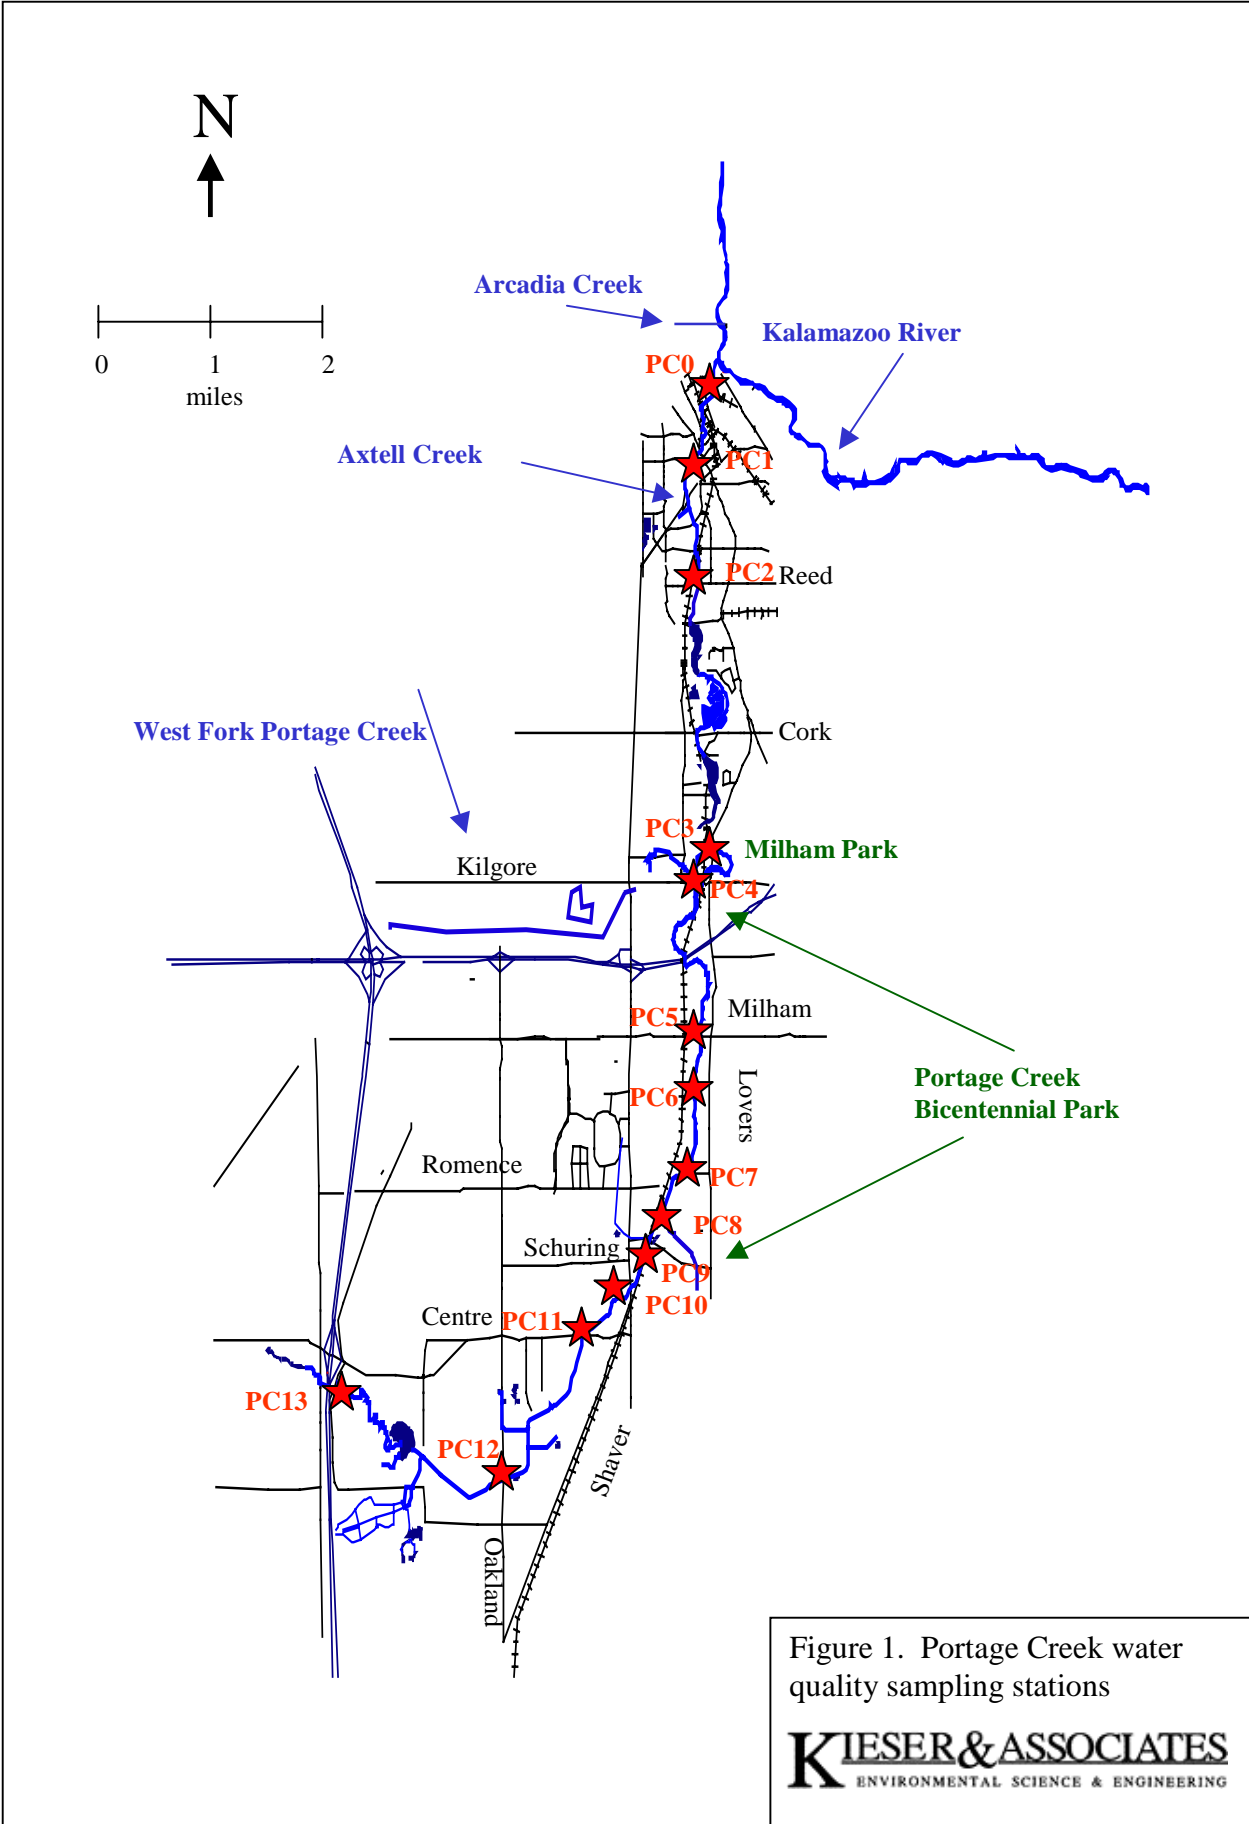 N
Arcadia Creek
Kalamazoo River
0 1 2
miles
PC0
Axtell Creek
PC1
PC2
Reed
West Fork Portage Creek
Cork
PC3
Milham Park
Kilgore
PC4
Milham
PC5
Portage Creek
Bicentennial Park
Lovers
PC6
Romence
PC7
PC8
Schuring
PC9
PC10
Centre
PC11
PC13
PC12
Shaver
Oakland
Figure 1. Portage Creek water
quality sampling stations
KIESER & ASSOCIATES
ENVIRONMENTAL SCIENCE & ENGINEERING